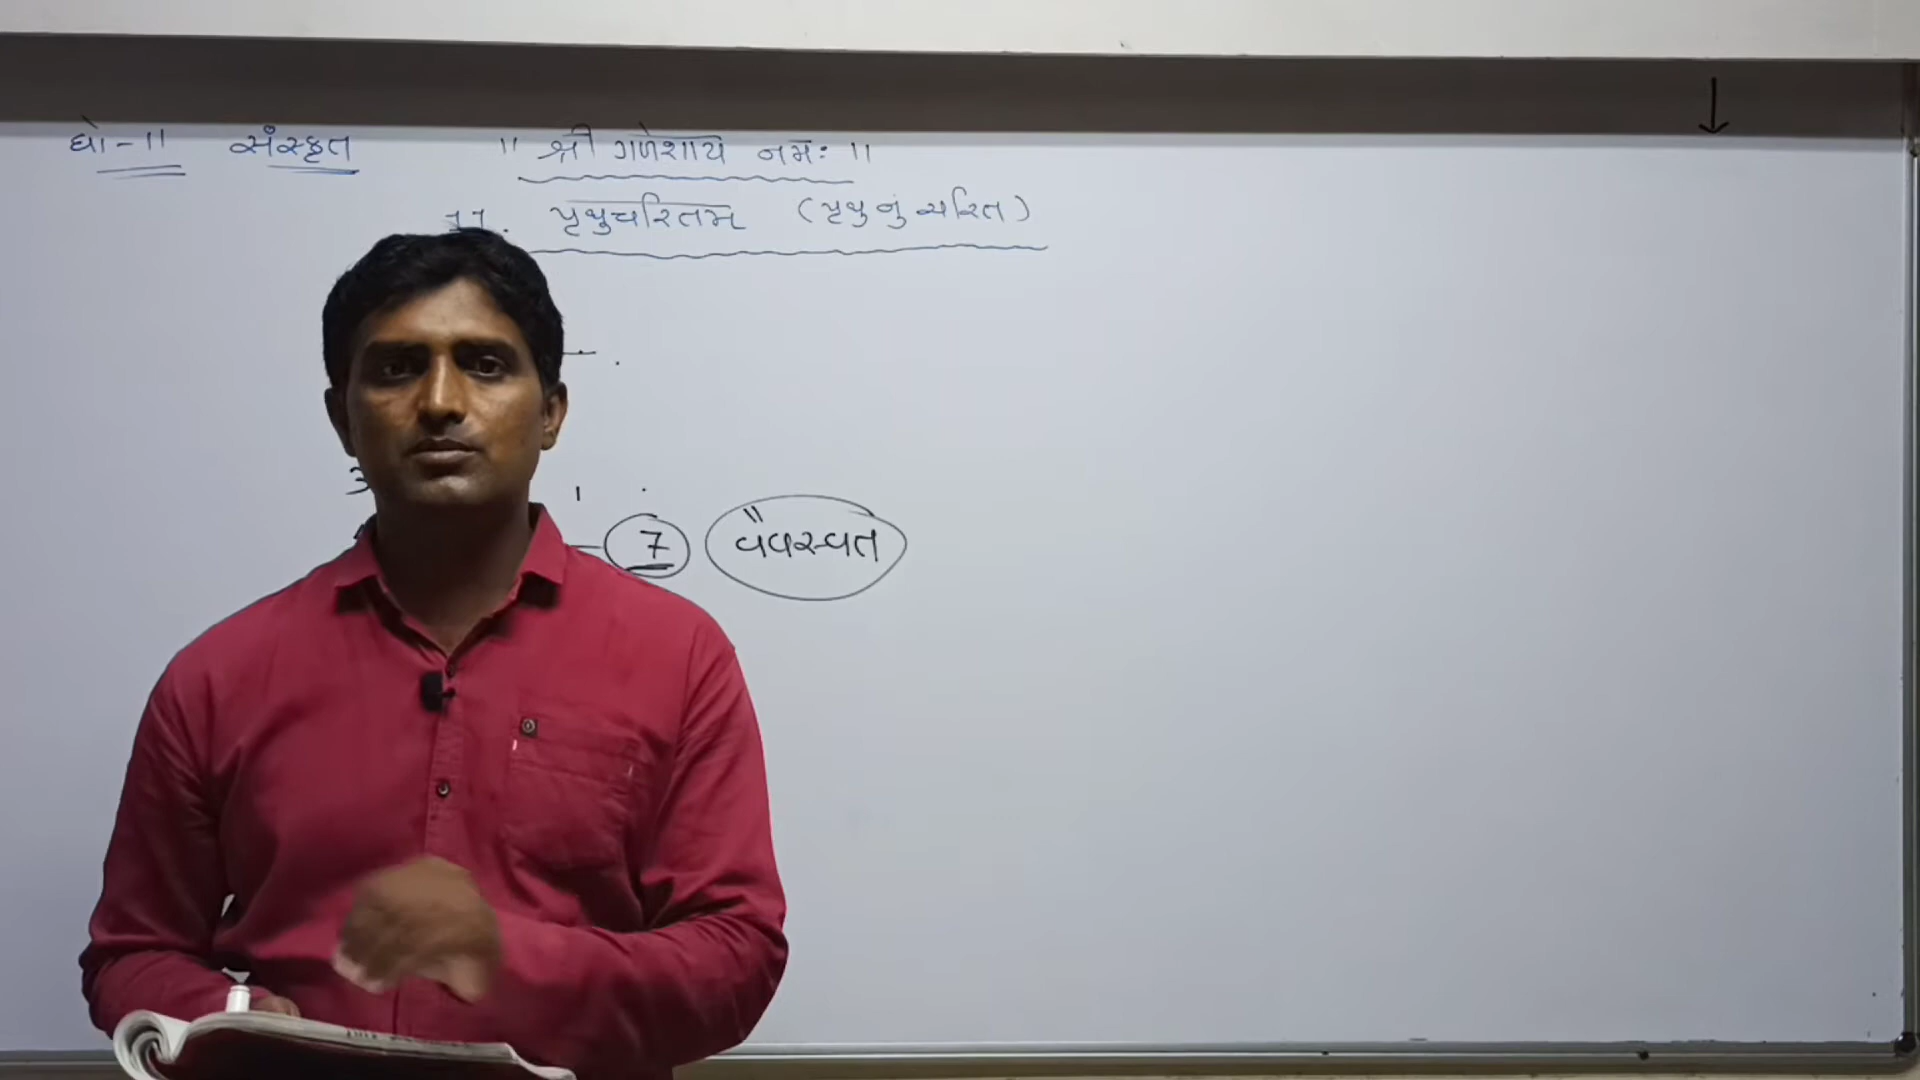 ધો-11 સંસ્કૃત "શ્રી ગણેશાય નમઃ"
11. પૃથુચરિતમ્ (પૃથુનું ચરિત)
7 વૈવસ્વત